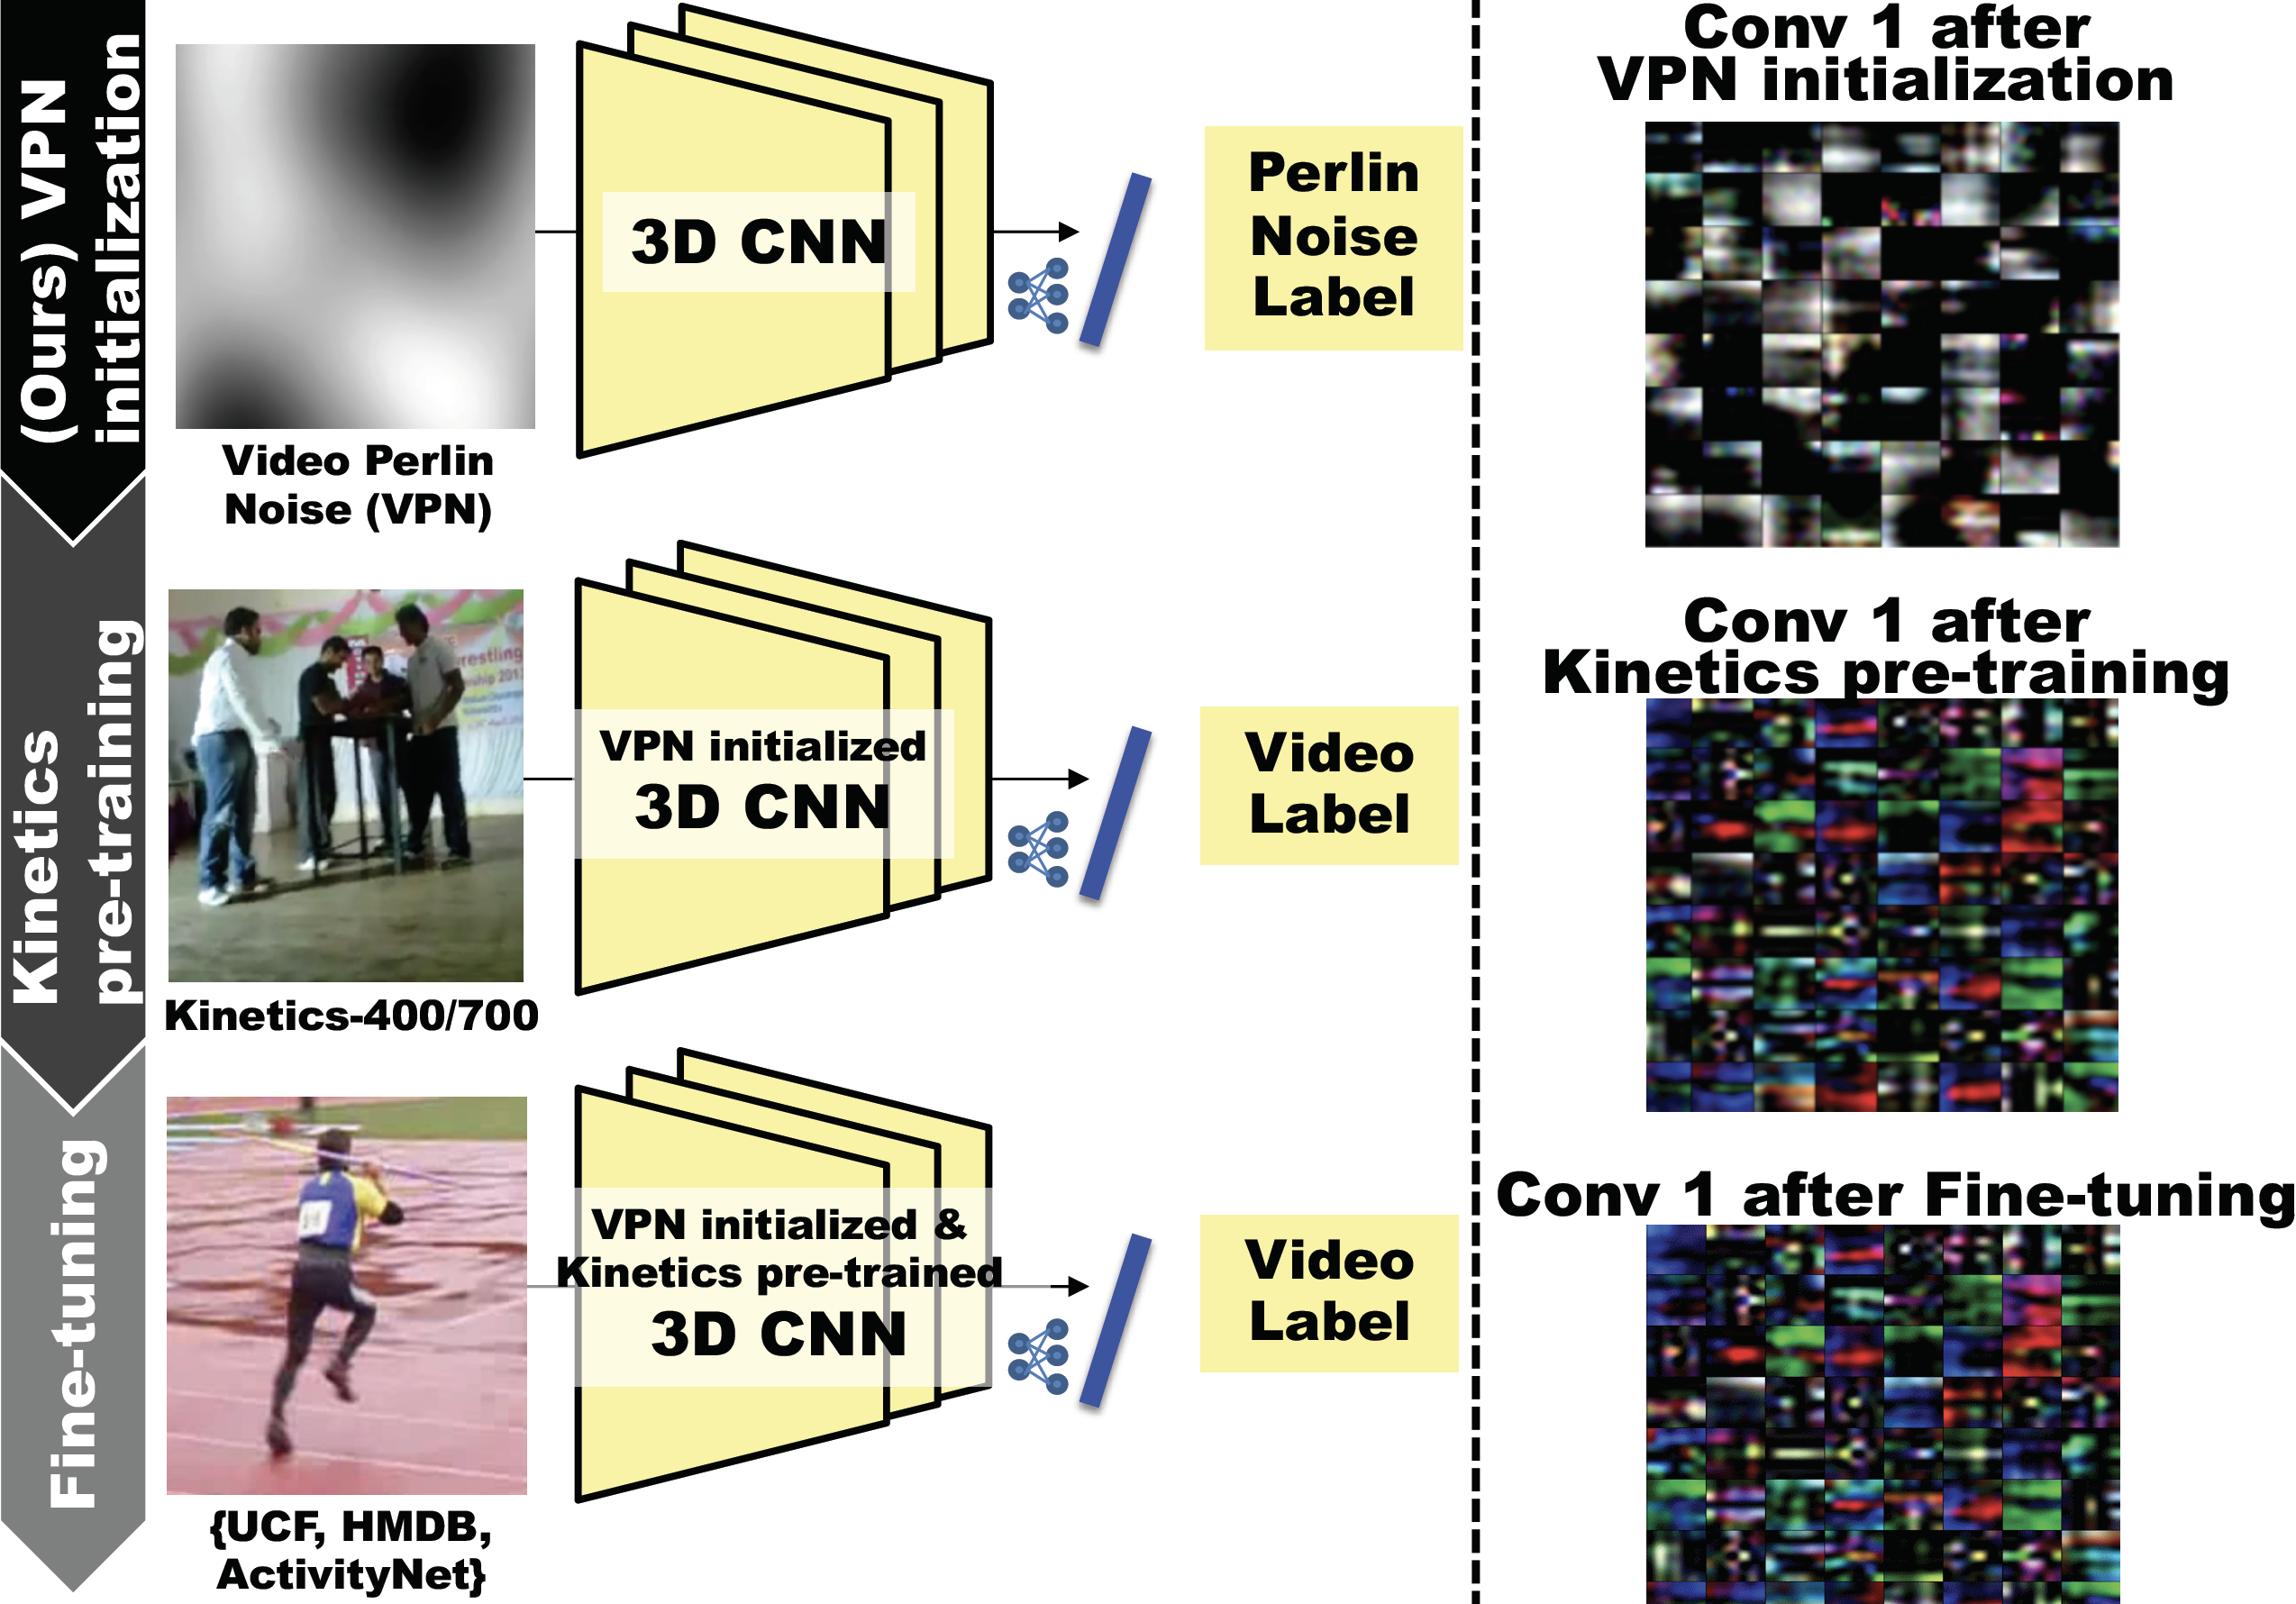 (Ours) VPN
initialization
Video Perlin
Noise (VPN)
3D CNN
Perlin
Noise
Label
Conv 1 after
VPN initialization
Kinetics
pre-training
restling
Kinetics-400/700
VPN initialized
3D CNN
Video
Label
Conv 1 after
Kinetics pre-training
Fine-tuning
{UCF, HMDB,
ActivityNet}
VPN initialized &
Kinetics pre-trained
3D CNN
Video
Label
Conv 1 after Fine-tuning